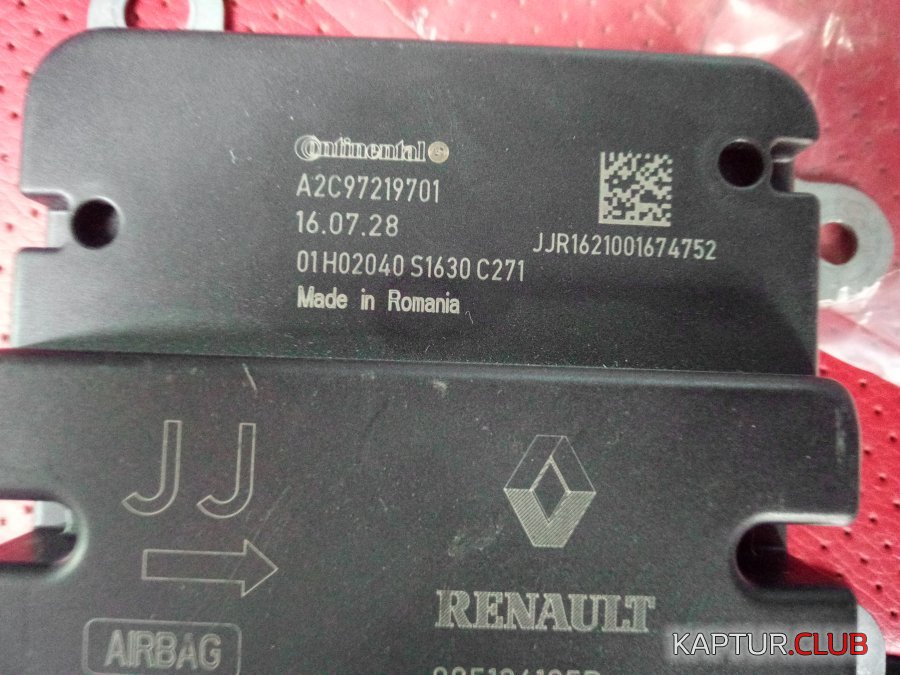 Continental
A2C97219701
16.07.28
01H02040 S1630 C271
Made in Romania
JJR1621001674752
JJ
RENAULT
AIRBAG
KAPTUR.CLUB